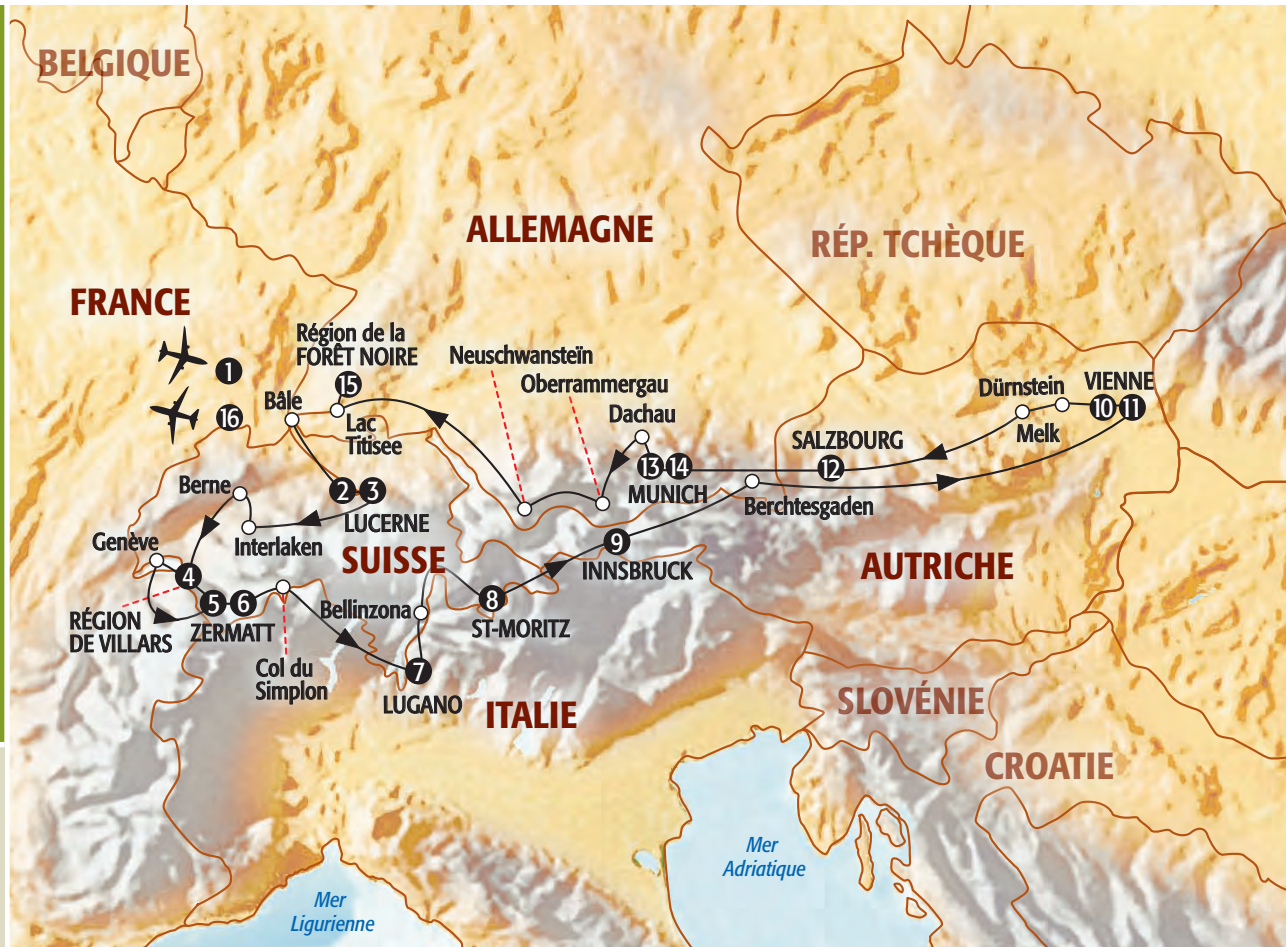 BELGIQUE
ALLEMAGNE
RÉP. TCHÈQUE
FRANCE
1
16
Région de la
FORÊT NOIRE
15
Lac
Titisee
Bâle
Neuschwansteïn
Oberrammergau
Dachau
13 14
MUNICH
SALZBOURG
12
Berchtesgaden
Dürnstein
Melk
VIENNE
10 11
2 3
LUCERNE
Berne
Interlaken
SUISSE
Genève
4
RÉGION
DE VILLARS
5 6
ZERMATT
Col du
Simplon
Bellinzona
7
LUGANO
8
ST-MORITZ
9
INNSBRUCK
AUTRICHE
ITALIE
SLOVÉNIE
CROATIE
Mer
Adriatique
Mer
Ligurienne